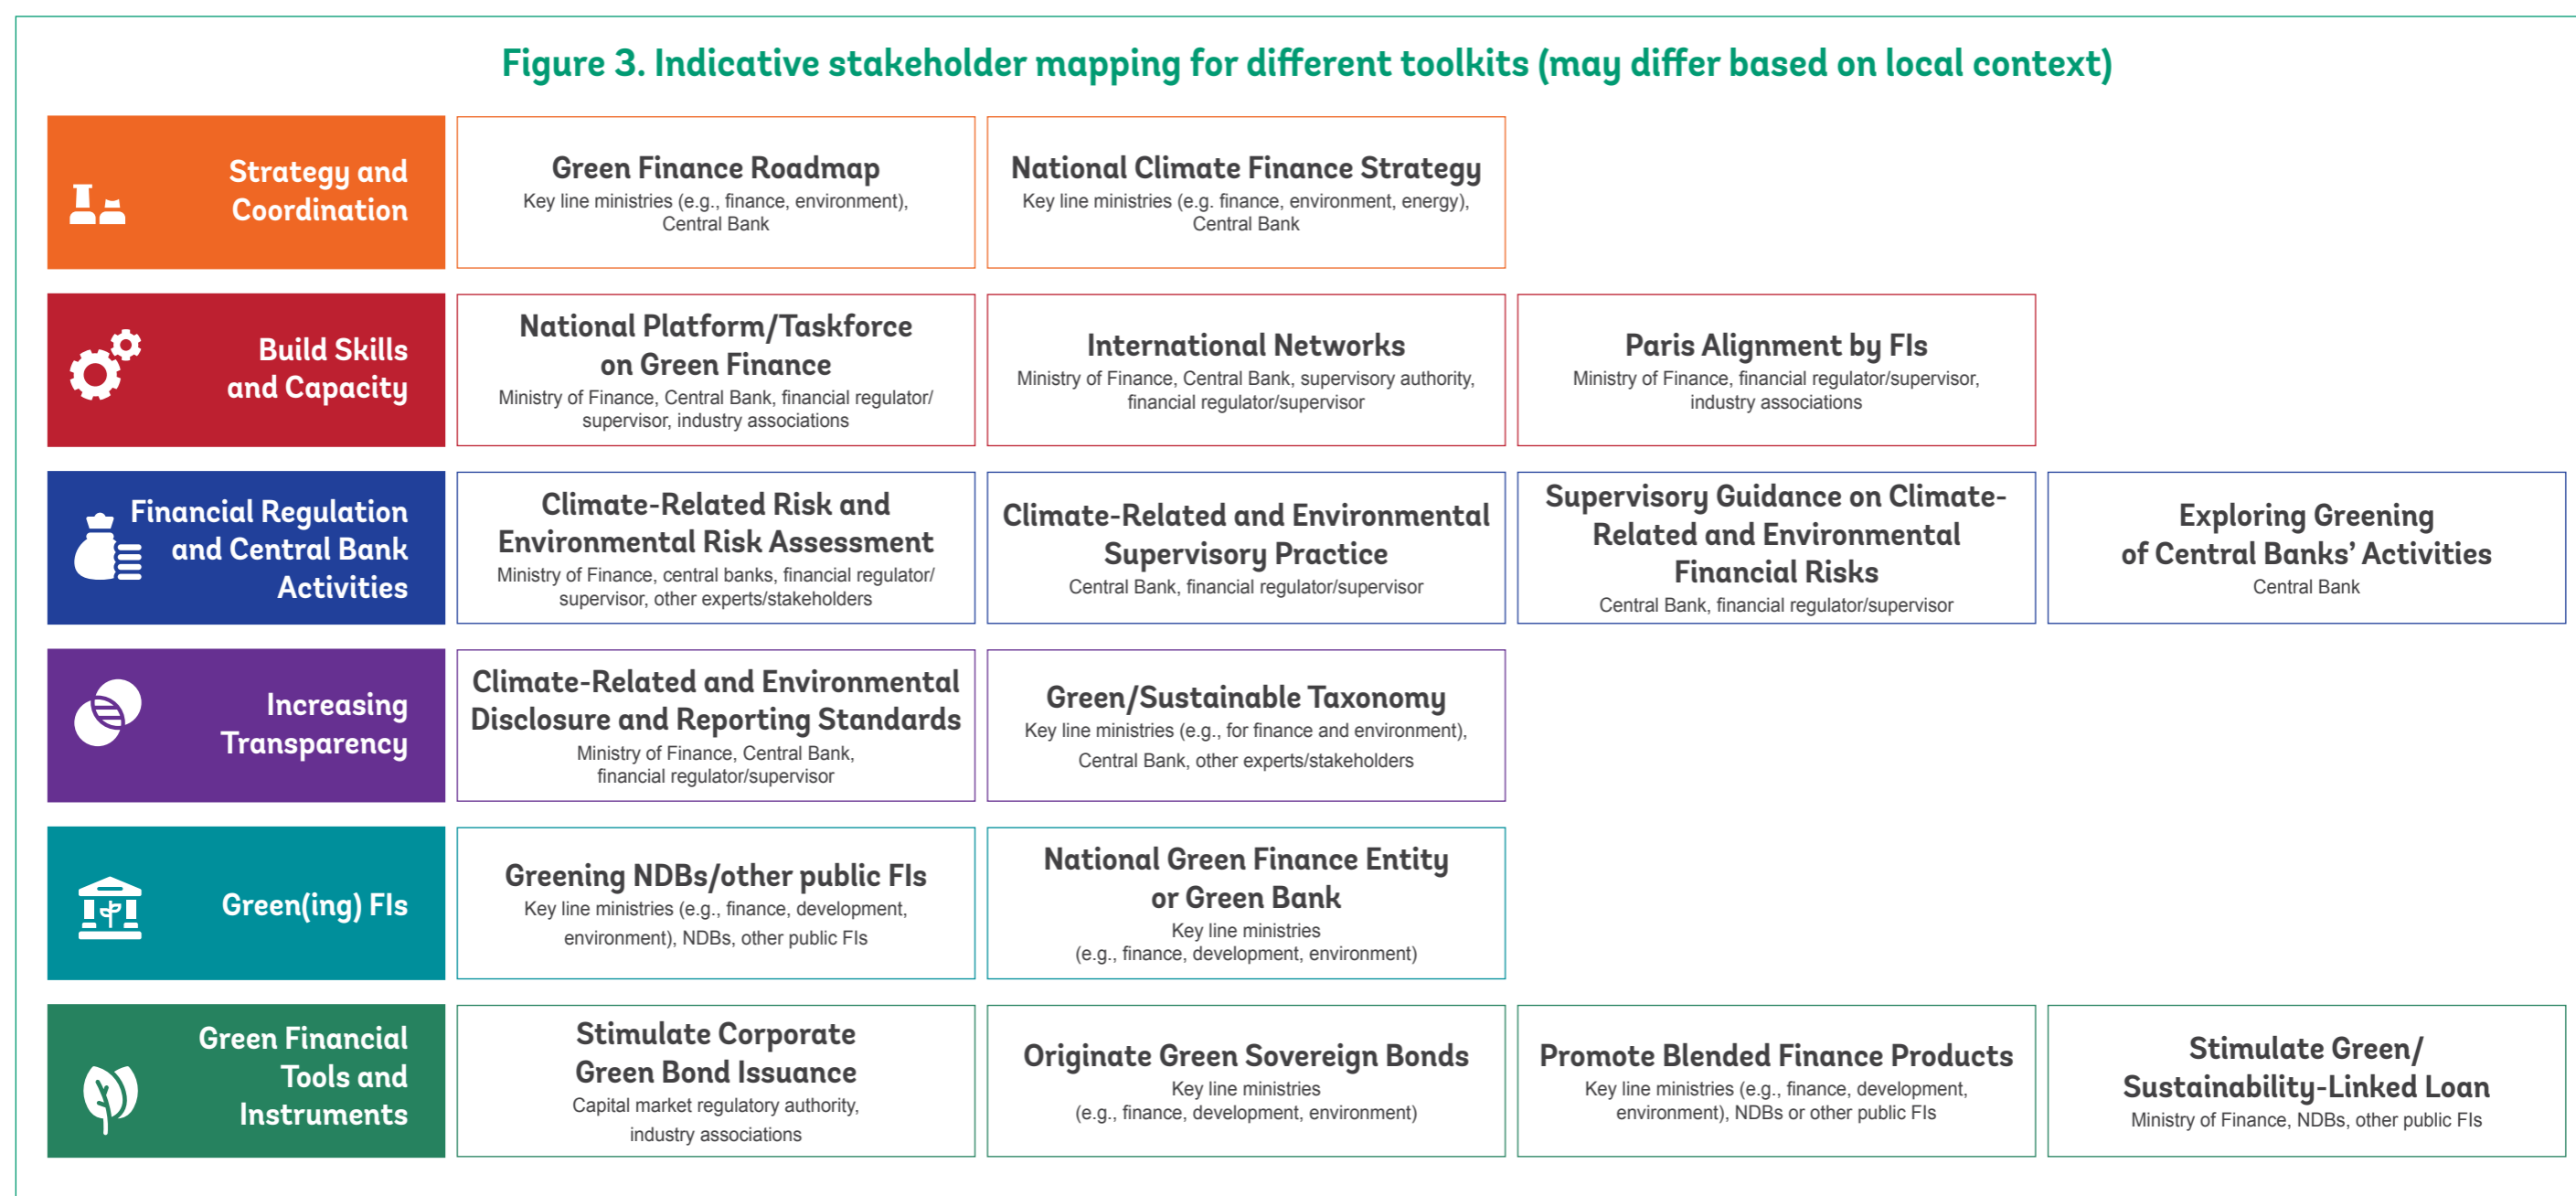 Figure 3. Indicative stakeholder mapping for different toolkits (may differ based on local context)
Strategy and
Coordination
Green Finance Roadmap
Key line ministries (e.g., finance, environment),
Central Bank
National Climate Finance Strategy
Key line ministries (e.g. finance, environment, energy),
Central Bank
Build Skills
and Capacity
National Platform/Taskforce
on Green Finance
Ministry of Finance, Central Bank, financial regulator/
supervisor, industry associations
International Networks
Ministry of Finance, Central Bank, supervisory authority,
financial regulator/supervisor
Paris Alignment by FIs
Ministry of Finance, financial regulator/supervisor,
industry associations
Financial Regulation
and Central Bank
Activities
Climate-Related Risk and
Environmental Risk Assessment
Ministry of Finance, central banks, financial regulator/
supervisor, other experts/stakeholders
Climate-Related and Environmental
Supervisory Practice
Central Bank, financial regulator/supervisor
Supervisory Guidance on Climate-
Related and Environmental
Financial Risks
Central Bank, financial regulator/supervisor
Exploring Greening
of Central Banks' Activities
Central Bank
Increasing
Transparency
Climate-Related and Environmental
Disclosure and Reporting Standards
Ministry of Finance, Central Bank,
financial regulator/supervisor
Green/Sustainable Taxonomy
Key line ministries (e.g., for finance and environment),
Central Bank, other experts/stakeholders
Green(ing) FIs
Greening NDBs/other public FIs
Key line ministries (e.g., finance, development,
environment), NDBs, other public FIs
National Green Finance Entity
or Green Bank
Key line ministries
(e.g., finance, development, environment)
Green Financial
Tools and
Instruments
Stimulate Corporate
Green Bond Issuance
Capital market regulatory authority,
industry associations
Originate Green Sovereign Bonds
Key line ministries
(e.g., finance, development, environment)
Promote Blended Finance Products
Key line ministries (e.g., finance, development,
environment), NDBs or other public FIs
Stimulate Green/
Sustainability-Linked Loan
Ministry of Finance, NDBs, other public FIs